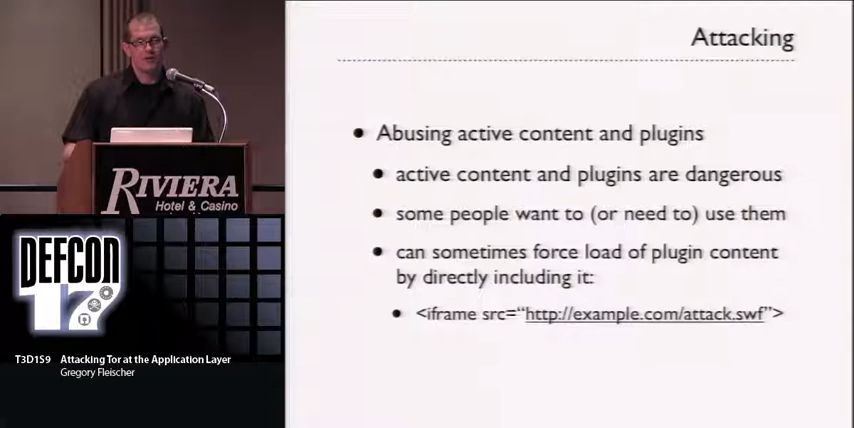 Attacking
• Abusing active content and plugins
• active content and plugins are dangerous
• some people want to (or need to) use them
• can sometimes force load of plugin content
by directly including it:
• <iframe src=“http://example.com/attack.swf”>
RIVIERA
Hotel & Casino
DEFCON
17
T3D1S9 Attacking Tor at the Application Layer
Gregory Fleischer